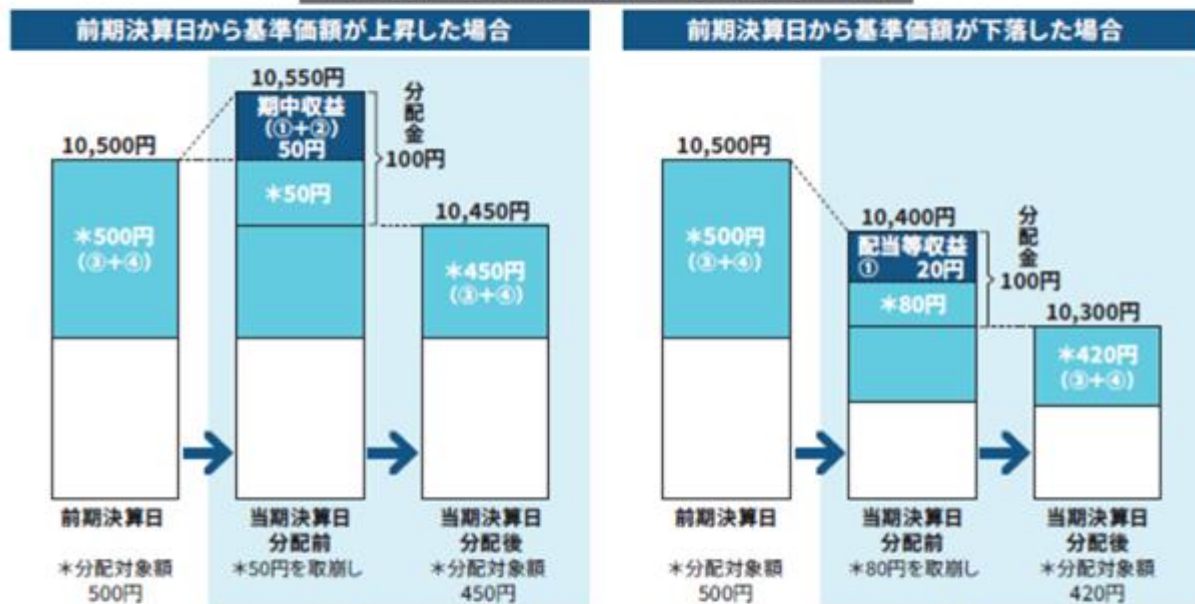 前期決算日から基準価額が上昇した場合
10,500円
＊500円
(③+④)
10,550円
期中収益
(①+②)
50円
＊50円
分配金
100円
10,450円
＊450円
(③+④)
前期決算日
＊分配対象額
500円
当期決算日
分配前
＊50円を取崩し
当期決算日
分配後
＊分配対象額
450円
前期決算日から基準価額が下落した場合
10,500円
＊500円
(③+④)
10,400円
配当等収益
① 20円
＊80円
分配金
100円
10,300円
＊420円
(③+④)
前期決算日
＊分配対象額
500円
当期決算日
分配前
＊80円を取崩し
当期決算日
分配後
＊分配対象額
420円